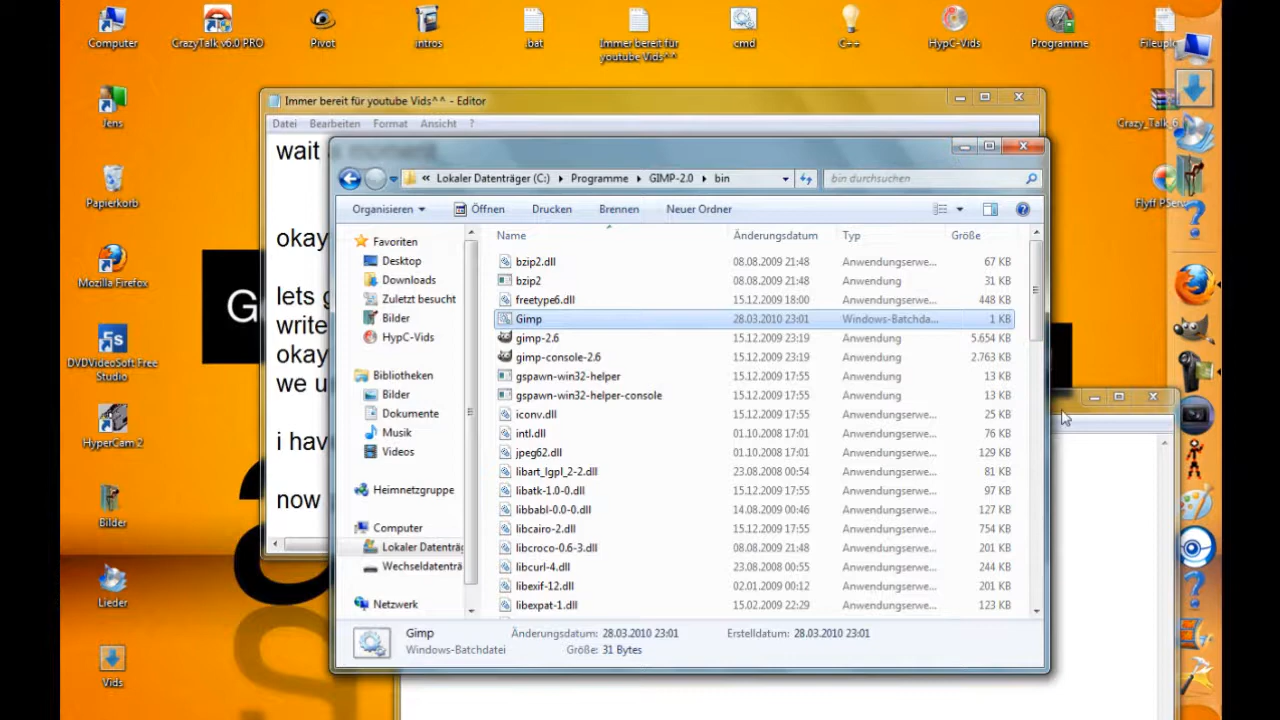 Computer
CrazyTalk v6.0 PRO
Pivot
intros
.bat
Immer bereit für
youtube Vids^^
cmd
C++
HypC-Vids
Programme
Jens
Papierkorb
Mozilla Firefox
DVDVideoSoft Free
Studio
HyperCam 2
Bilder
Lieder
Vids
Crazy_Talk_6
Flyff PServ
G
Immer bereit für youtube Vids^^ - Editor
Datei Bearbeiten Format Ansicht ?
wait a moment
okay
lets g
write
okay
we u
i hav
now
« Lokaler Datenträger (C:) Programme GIMP-2.0 bin
bin durchsuchen
Organisieren Öffnen Drucken Brennen Neuer Ordner
Favoriten
Desktop
Downloads
Zuletzt besucht
Bilder
HypC-Vids
Bibliotheken
Bilder
Dokumente
Musik
Videos
Heimnetzgruppe
Computer
Lokaler Datenträg
Wechseldatenträ
Netzwerk
Name Änderungsdatum Typ Größe
bzip2.dll 08.08.2009 21:48 Anwendungserwe... 67 KB
bzip2 08.08.2009 21:48 Anwendung 31 KB
freetype6.dll 15.12.2009 18:00 Anwendungserwe... 448 KB
Gimp 28.03.2010 23:01 Windows-Batchda... 1 KB
gimp-2.6 15.12.2009 23:19 Anwendung 5.654 KB
gimp-console-2.6 15.12.2009 23:19 Anwendung 2.763 KB
gspawn-win32-helper 15.12.2009 17:55 Anwendung 13 KB
gspawn-win32-helper-console 15.12.2009 17:55 Anwendung 13 KB
iconv.dll 15.12.2009 17:55 Anwendungserwe... 25 KB
intl.dll 01.10.2008 17:01 Anwendungserwe... 76 KB
jpeg62.dll 01.10.2008 17:01 Anwendungserwe... 129 KB
libart_lgpl_2-2.dll 23.08.2008 00:54 Anwendungserwe... 81 KB
libatk-1.0-0.dll 15.12.2009 17:55 Anwendungserwe... 97 KB
libbabl-0.0-0.dll 14.08.2009 00:46 Anwendungserwe... 127 KB
libcairo-2.dll 15.12.2009 17:55 Anwendungserwe... 754 KB
libcroco-0.6-3.dll 08.08.2009 21:48 Anwendungserwe... 201 KB
libcurl-4.dll 23.08.2008 00:55 Anwendungserwe... 244 KB
libexif-12.dll 02.01.2009 00:12 Anwendungserwe... 201 KB
libexpat-1.dll 15.02.2009 22:29 Anwendungserwe... 123 KB
Gimp Änderungsdatum: 28.03.2010 23:01 Erstelldatum: 28.03.2010 23:01
Windows-Batchdatei Größe: 31 Bytes